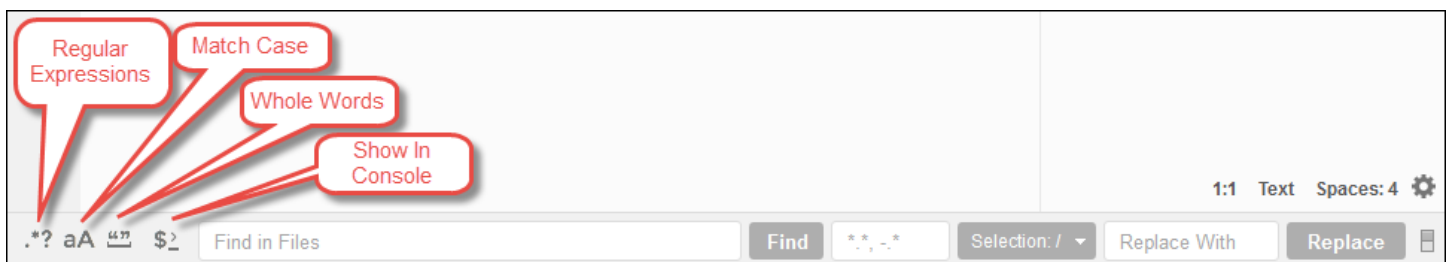 Regular
Expressions
Match Case
Whole Words
Show In
Console
1:1 Text Spaces: 4
.*? aA “” $> Find in Files Find *.*, -.* Selection: / Replace With Replace